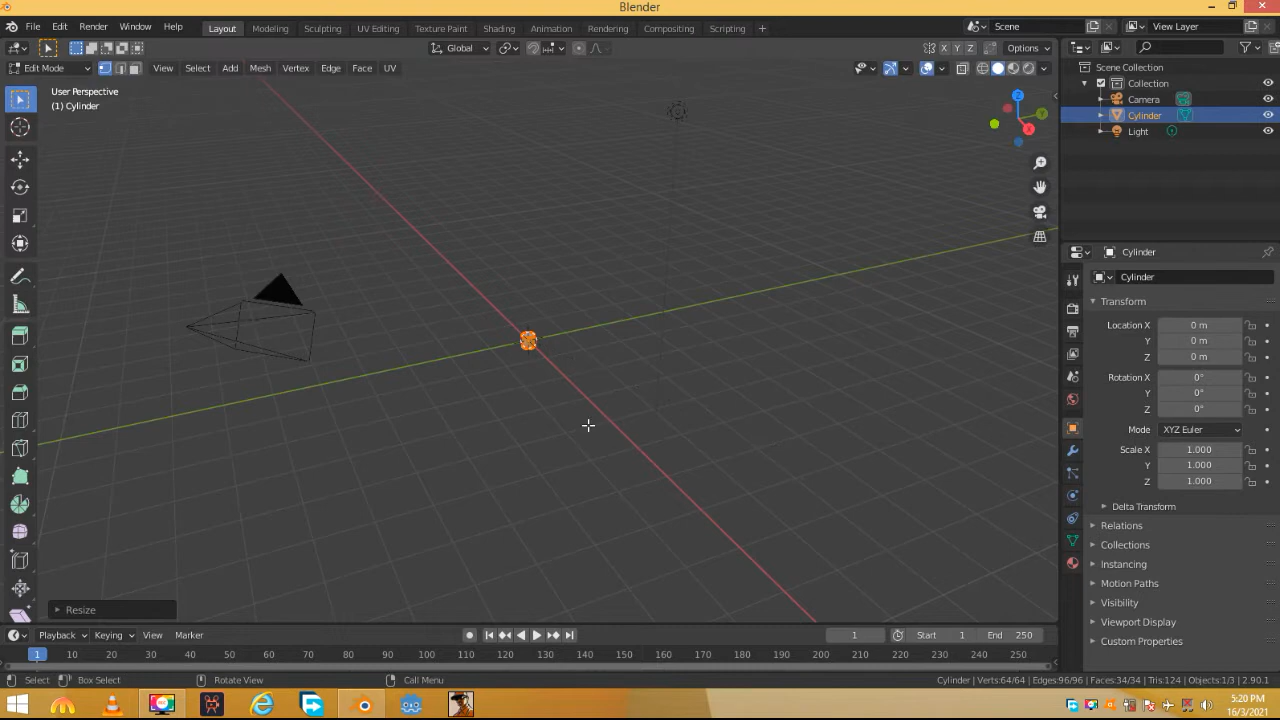 Blender
File Edit Render Window Help Layout Modeling Sculpting UV Editing Texture Paint Shading Animation Rendering Compositing Scripting + Scene View Layer
Global Options
X Y Z
Edit Mode View Select Add Mesh Vertex Edge Face UV
User Perspective
(1) Cylinder
Z
Y
X
Resize
Scene Collection
Collection
Camera
Cylinder
Light
Cylinder
Cylinder
Transform
Location X 0 m
Y 0 m
Z 0 m
Rotation X 0°
Y 0°
Z 0°
Mode XYZ Euler
Scale X 1.000
Y 1.000
Z 1.000
Delta Transform
Relations
Collections
Instancing
Motion Paths
Visibility
Viewport Display
Custom Properties
Playback Keying View Marker 1 Start 1 End 250
1 10 20 30 40 50 60 70 80 90 100 110 120 130 140 150 160 170 180 190 200 210 220 230 240 250
Select Box Select Rotate View Call Menu Cylinder | Verts:64/64 | Edges:96/96 | Faces:34/34 | Tris:124 | Objects:1/3 | 2.90.1
5:20 PM
16/3/2021